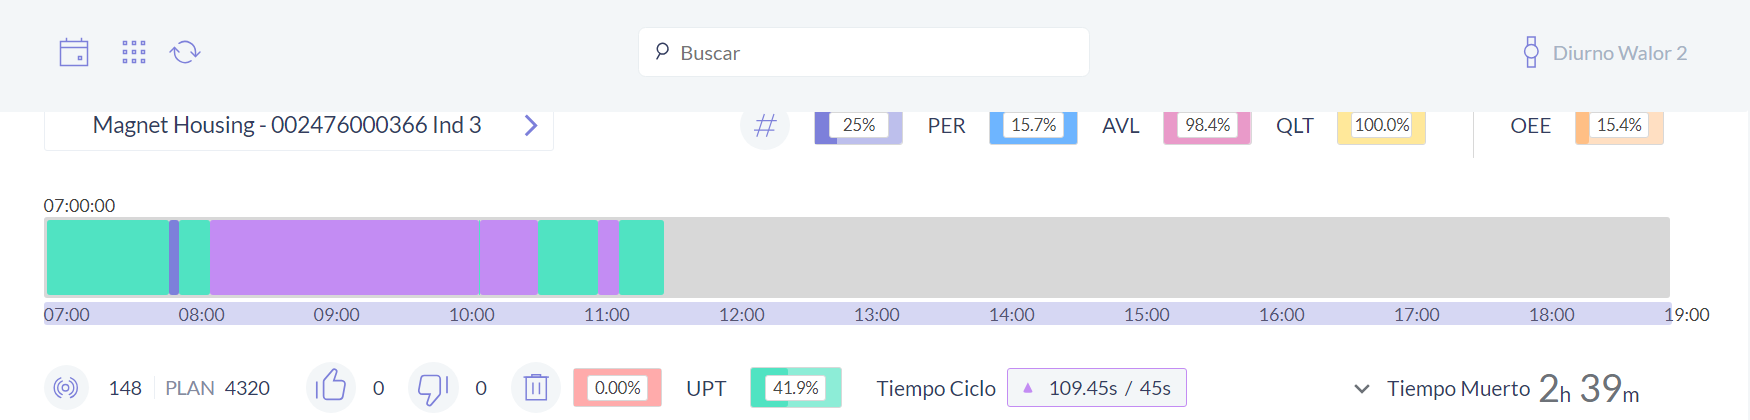 Buscar
Diurno Walor 2
Magnet Housing - 002476000366 Ind 3
# 25% PER 15.7% AVL 98.4% QLT 100.0% OEE 15.4%
07:00:00
07:00 08:00 09:00 10:00 11:00 12:00 13:00 14:00 15:00 16:00 17:00 18:00 19:00
148 PLAN 4320 0 0 0.00% UPT 41.9% Tiempo Ciclo 109.45s / 45s Tiempo Muerto 2h 39m